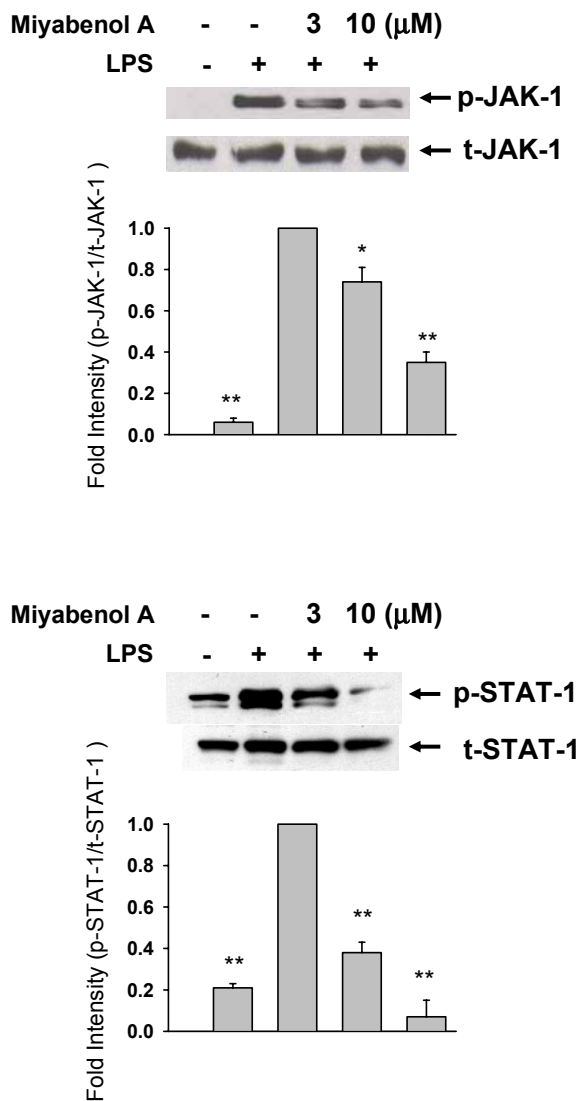 Miyabenol A - - 3 10 (μM)
LPS - + + +
p-JAK-1
t-JAK-1
Fold Intensity (p-JAK-1/t-JAK-1 )
1.0
0.8
0.6
0.4
0.2
0.0
**
*
**
Miyabenol A - - 3 10 (μM)
LPS - + + +
p-STAT-1
t-STAT-1
Fold Intensity (p-STAT-1/t-STAT-1 )
1.0
0.8
0.6
0.4
0.2
0.0
**
**
**